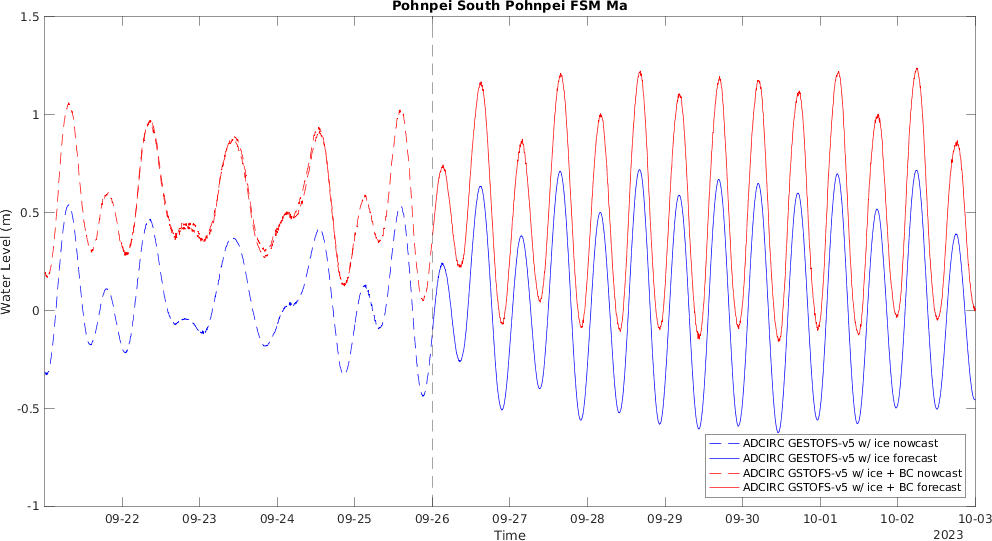 Pohnpei South Pohnpei FSM Ma
1.5
1
0.5
0
-0.5
-1
Water Level (m)
ADCIRC GESTOFS-v5 w/ ice nowcast
ADCIRC GESTOFS-v5 w/ ice forecast
ADCIRC GSTOFS-v5 w/ ice + BC nowcast
ADCIRC GSTOFS-v5 w/ ice + BC forecast
09-22 09-23 09-24 09-25 09-26 09-27 09-28 09-29 09-30 10-01 10-02 10-03
Time
2023